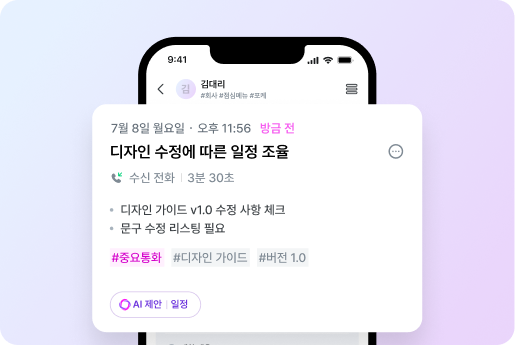 9:41
김
김대리
#회사 #점심메뉴 #포케
7월 8일 월요일 · 오후 11:56 방금 전
디자인 수정에 따른 일정 조율
수신 전화 | 3분 30초
• 디자인 가이드 v1.0 수정 사항 체크
• 문구 수정 리스팅 필요
#중요통화 #디자인 가이드 #버전 1.0
AI 제안 | 일정